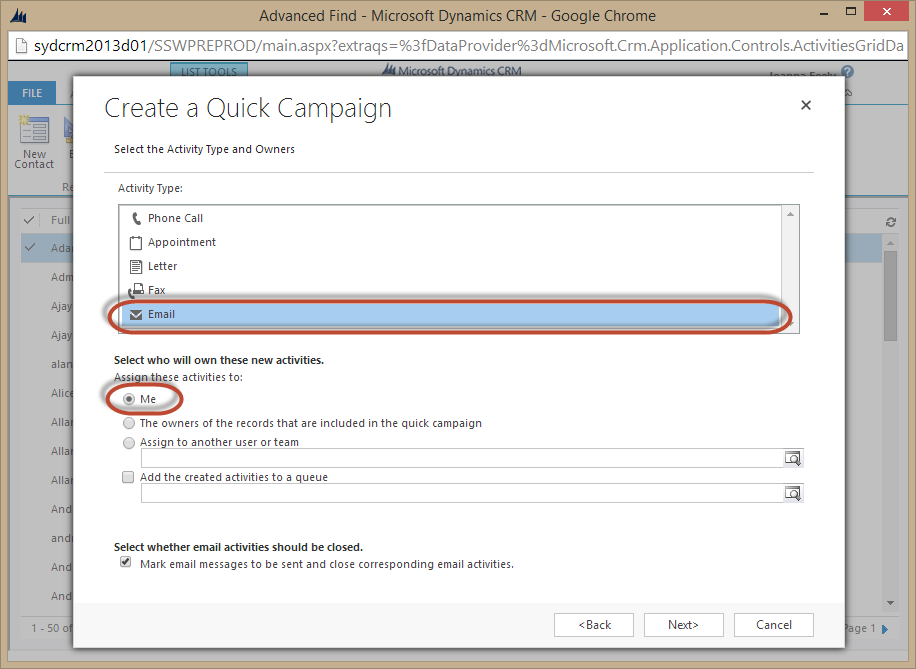 Advanced Find - Microsoft Dynamics CRM - Google Chrome
sydcrm2013d01/SSWPREPROD/main.aspx?extraqs=%3fDataProvider%3dMicrosoft.Crm.Application.Controls.ActivitiesGridDa
LIST TOOLS
Microsoft Dynamics CRM
FILE
New
Contact
Full
Ada
Adm
Ajay
Ajay
alan
Alice
Allar
Allar
Allar
And
andi
And
And
1 - 50 of
Page 1
Create a Quick Campaign
Select the Activity Type and Owners
Activity Type:
Phone Call
Appointment
Letter
Fax
Email
Select who will own these new activities.
Assign these activities to:
Me
The owners of the records that are included in the quick campaign
Assign to another user or team
Add the created activities to a queue
Select whether email activities should be closed.
Mark email messages to be sent and close corresponding email activities.
<Back
Next>
Cancel